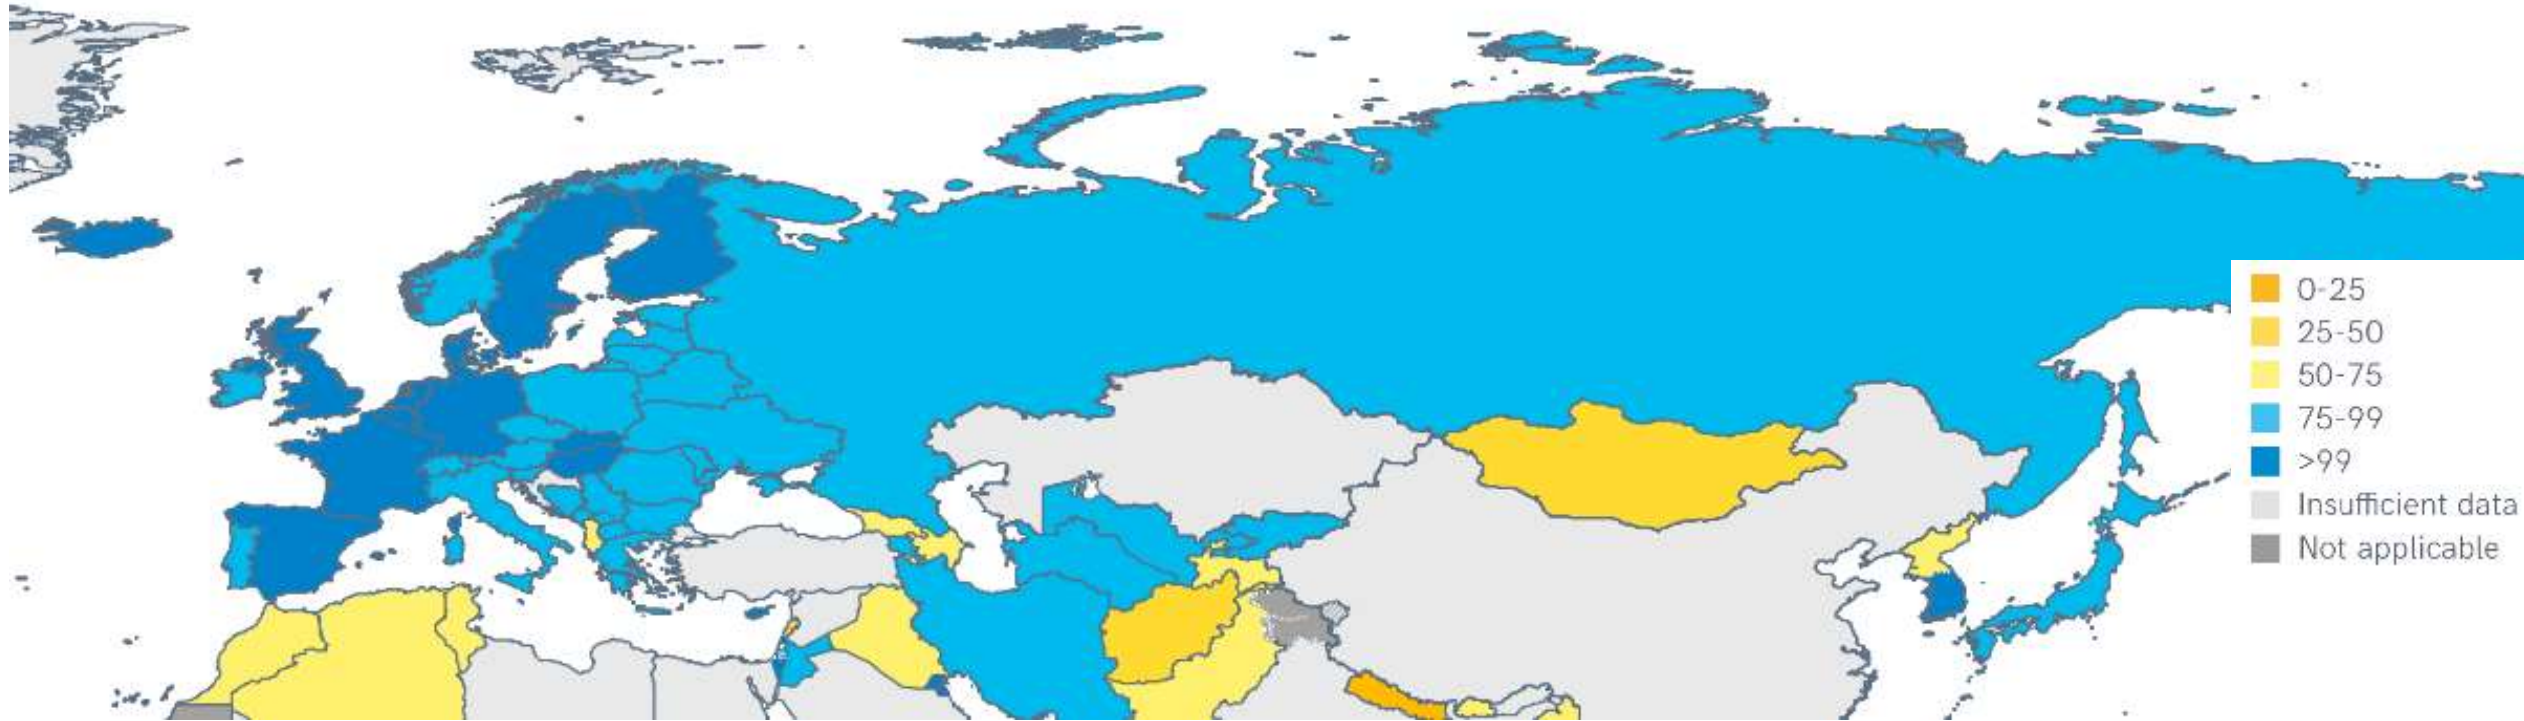 0-25
25-50
50-75
75-99
>99
Insufficient data
Not applicable